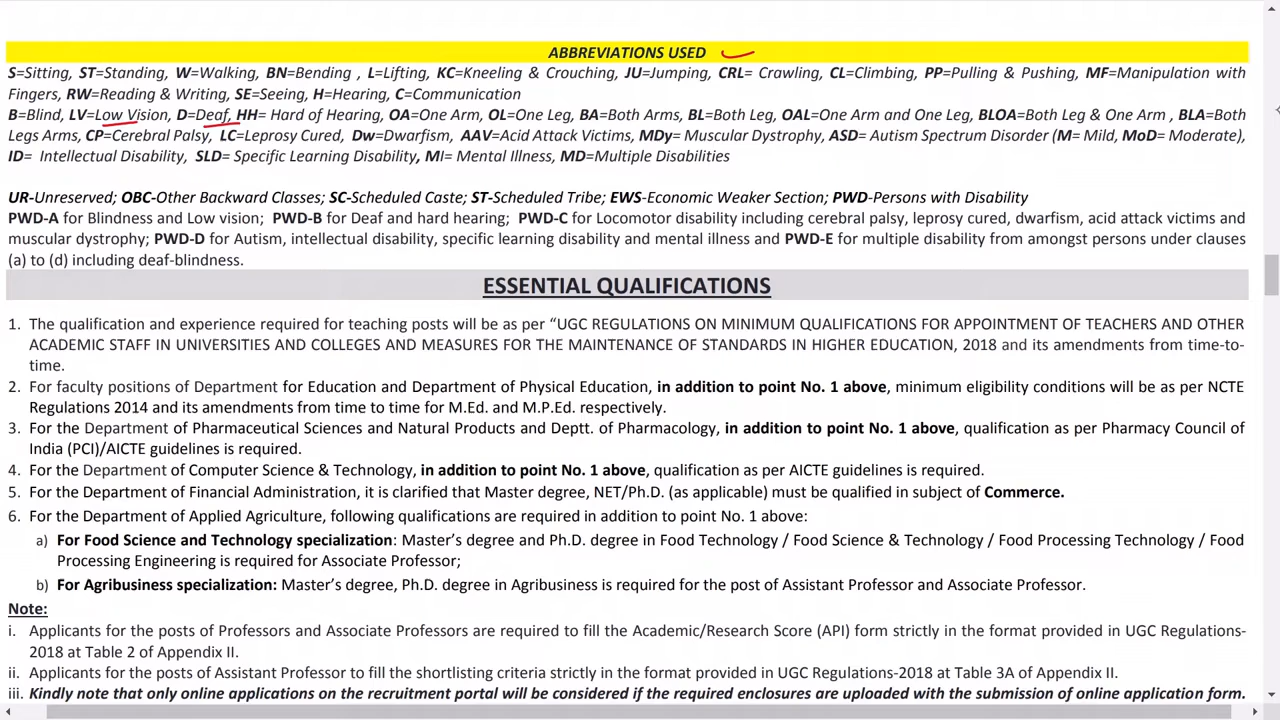 ABBREVIATIONS USED
S=Sitting, ST=Standing, W=Walking, BN=Bending , L=Lifting, KC=Kneeling & Crouching, JU=Jumping, CRL= Crawling, CL=Climbing, PP=Pulling & Pushing, MF=Manipulation with
Fingers, RW=Reading & Writing, SE=Seeing, H=Hearing, C=Communication
B=Blind, LV=Low Vision, D=Deaf, HH= Hard of Hearing, OA=One Arm, OL=One Leg, BA=Both Arms, BL=Both Leg, OAL=One Arm and One Leg, BLOA=Both Leg & One Arm , BLA=Both
Legs Arms, CP=Cerebral Palsy, LC=Leprosy Cured, Dw=Dwarfism, AAV=Acid Attack Victims, MDy= Muscular Dystrophy, ASD= Autism Spectrum Disorder (M= Mild, MoD= Moderate),
ID= Intellectual Disability, SLD= Specific Learning Disability, MI= Mental Illness, MD=Multiple Disabilities
UR-Unreserved; OBC-Other Backward Classes; SC-Scheduled Caste; ST-Scheduled Tribe; EWS-Economic Weaker Section; PWD-Persons with Disability
PWD-A for Blindness and Low vision; PWD-B for Deaf and hard hearing; PWD-C for Locomotor disability including cerebral palsy, leprosy cured, dwarfism, acid attack victims and
muscular dystrophy; PWD-D for Autism, intellectual disability, specific learning disability and mental illness and PWD-E for multiple disability from amongst persons under clauses
(a) to (d) including deaf-blindness.
ESSENTIAL QUALIFICATIONS
1. The qualification and experience required for teaching posts will be as per “UGC REGULATIONS ON MINIMUM QUALIFICATIONS FOR APPOINTMENT OF TEACHERS AND OTHER
ACADEMIC STAFF IN UNIVERSITIES AND COLLEGES AND MEASURES FOR THE MAINTENANCE OF STANDARDS IN HIGHER EDUCATION, 2018 and its amendments from time-to-
time.
2. For faculty positions of Department for Education and Department of Physical Education, in addition to point No. 1 above, minimum eligibility conditions will be as per NCTE
Regulations 2014 and its amendments from time to time for M.Ed. and M.P.Ed. respectively.
3. For the Department of Pharmaceutical Sciences and Natural Products and Deptt. of Pharmacology, in addition to point No. 1 above, qualification as per Pharmacy Council of
India (PCI)/AICTE guidelines is required.
4. For the Department of Computer Science & Technology, in addition to point No. 1 above, qualification as per AICTE guidelines is required.
5. For the Department of Financial Administration, it is clarified that Master degree, NET/Ph.D. (as applicable) must be qualified in subject of Commerce.
6. For the Department of Applied Agriculture, following qualifications are required in addition to point No. 1 above:
a) For Food Science and Technology specialization: Master’s degree and Ph.D. degree in Food Technology / Food Science & Technology / Food Processing Technology / Food
Processing Engineering is required for Associate Professor;
b) For Agribusiness specialization: Master’s degree, Ph.D. degree in Agribusiness is required for the post of Assistant Professor and Associate Professor.
Note:
i. Applicants for the posts of Professors and Associate Professors are required to fill the Academic/Research Score (API) form strictly in the format provided in UGC Regulations-
2018 at Table 2 of Appendix II.
ii. Applicants for the posts of Assistant Professor to fill the shortlisting criteria strictly in the format provided in UGC Regulations-2018 at Table 3A of Appendix II.
iii. Kindly note that only online applications on the recruitment portal will be considered if the required enclosures are uploaded with the submission of online application form.